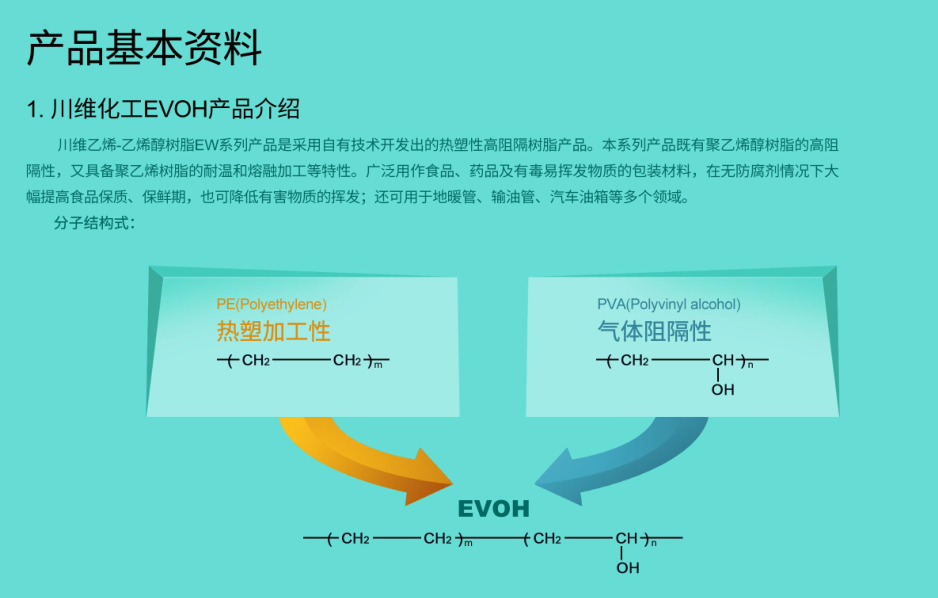 产品基本资料
1. 川维化工EVOH产品介绍
川维乙烯-乙烯醇树脂EW系列产品是采用自有技术开发出的热塑性高阻隔树脂产品。本系列产品既有聚乙烯醇树脂的高阻
隔性，又具备聚乙烯树脂的耐温和熔融加工等特性。广泛用作食品、药品及有毒易挥发物质的包装材料，在无防腐剂情况下大
幅提高食品保质、保鲜期，也可降低有害物质的挥发；还可用于地暖管、输油管、汽车油箱等多个领域。
分子结构式：
PE(Polyethylene)
热塑加工性
—(CH₂——CH₂)m—
PVA(Polyvinyl alcohol)
气体阻隔性
—(CH₂——CH)n—
OH
EVOH
—(CH₂——CH₂)m——(CH₂——CH)n—
OH